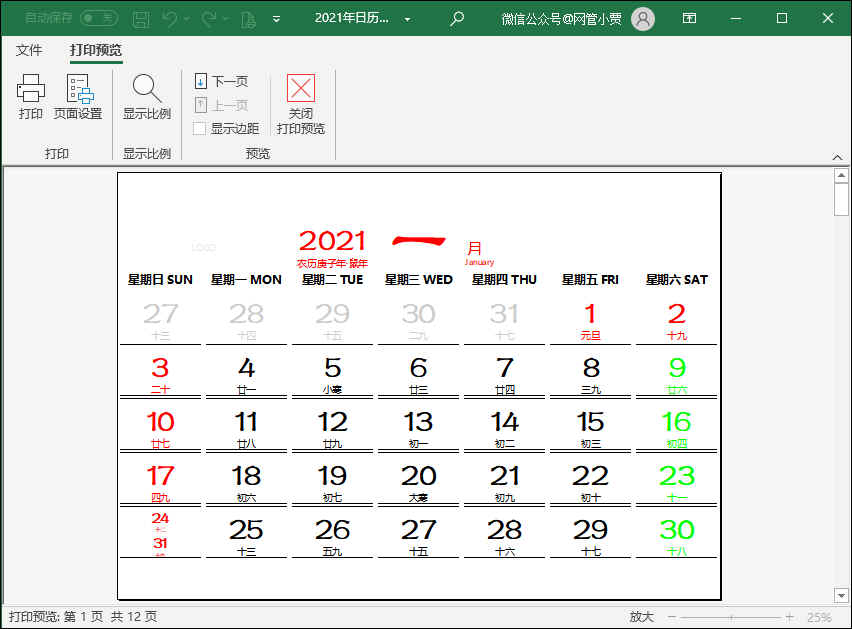 自动保存 关 2021年日历... 微信公众号@网管小贾
文件 打印预览
打印 页面设置 显示比例 下一页 上一页 显示边距 关闭 打印预览
打印 显示比例 预览
LOGO 2021 一 月
农历庚子年·鼠年 January
星期日 SUN 星期一 MON 星期二 TUE 星期三 WED 星期四 THU 星期五 FRI 星期六 SAT
27 28 29 30 31 1 2
十三 十四 十五 二九 十七 元旦 十九
3 4 5 6 7 8 9
二十 廿一 小寒 廿三 廿四 三九 廿六
10 11 12 13 14 15 16
廿七 廿八 廿九 初一 初二 初三 初四
17 18 19 20 21 22 23
四九 初六 初七 大寒 初九 初十 十一
24 25 26 27 28 29 30
十二 十三 五九 十五 十六 十七 十八
31
打印预览: 第 1 页 共 12 页 放大 25%